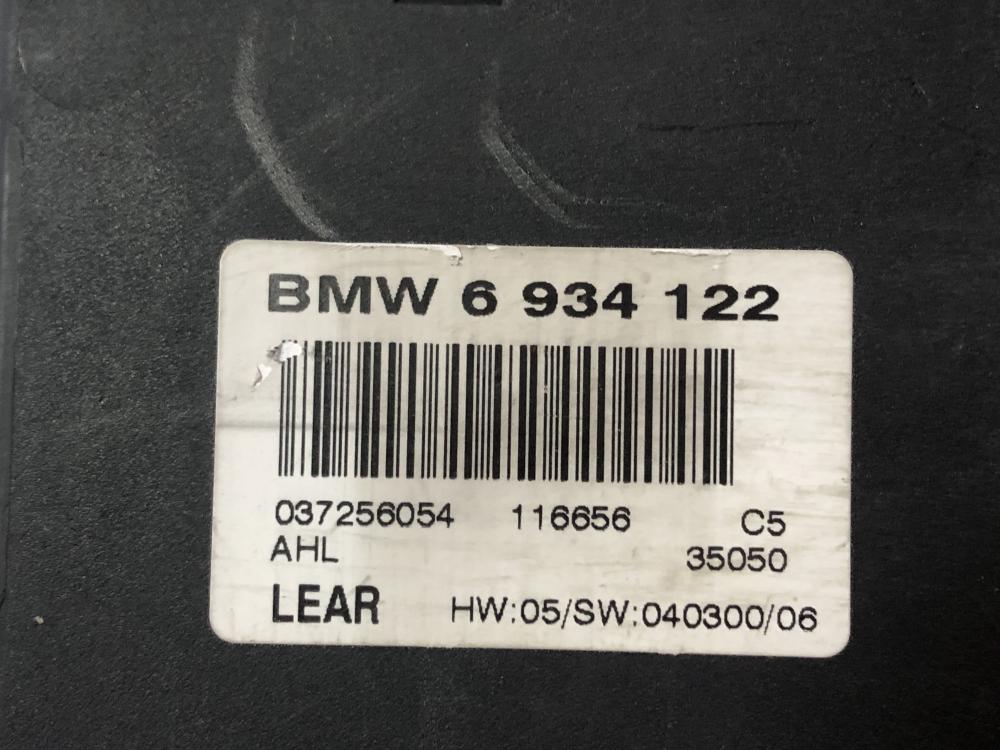 BMW 6 934 122
037256054 116656 C5
AHL 35050
LEAR HW:05/SW:040300/06